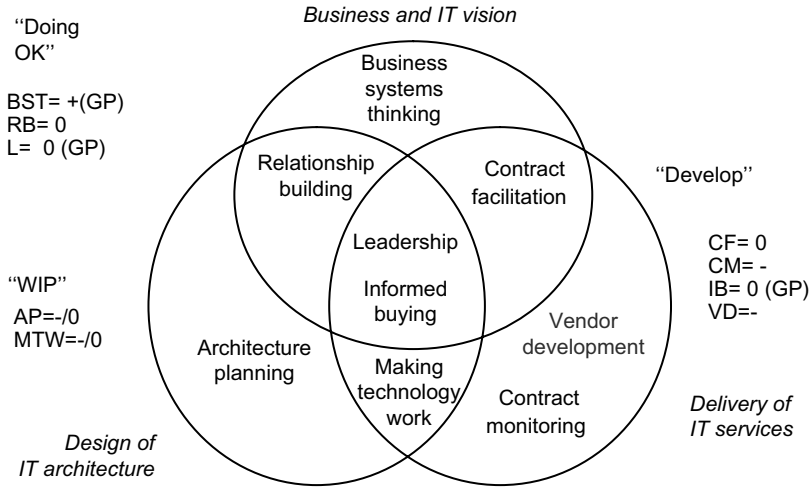 Business and IT vision
‘‘Doing
OK’’
BST= +(GP)
RB= 0
L=  0 (GP)
Business
systems
thinking
Relationship
building
Contract
facilitation
Leadership
Informed
buying
‘‘Develop’’
CF= 0
CM= -
IB= 0 (GP)
VD=-
‘‘WIP’’
AP=-/0
MTW=-/0
Architecture
planning
Making
technology
work
Vendor
development
Contract
monitoring
Design of
IT architecture
Delivery of
IT services